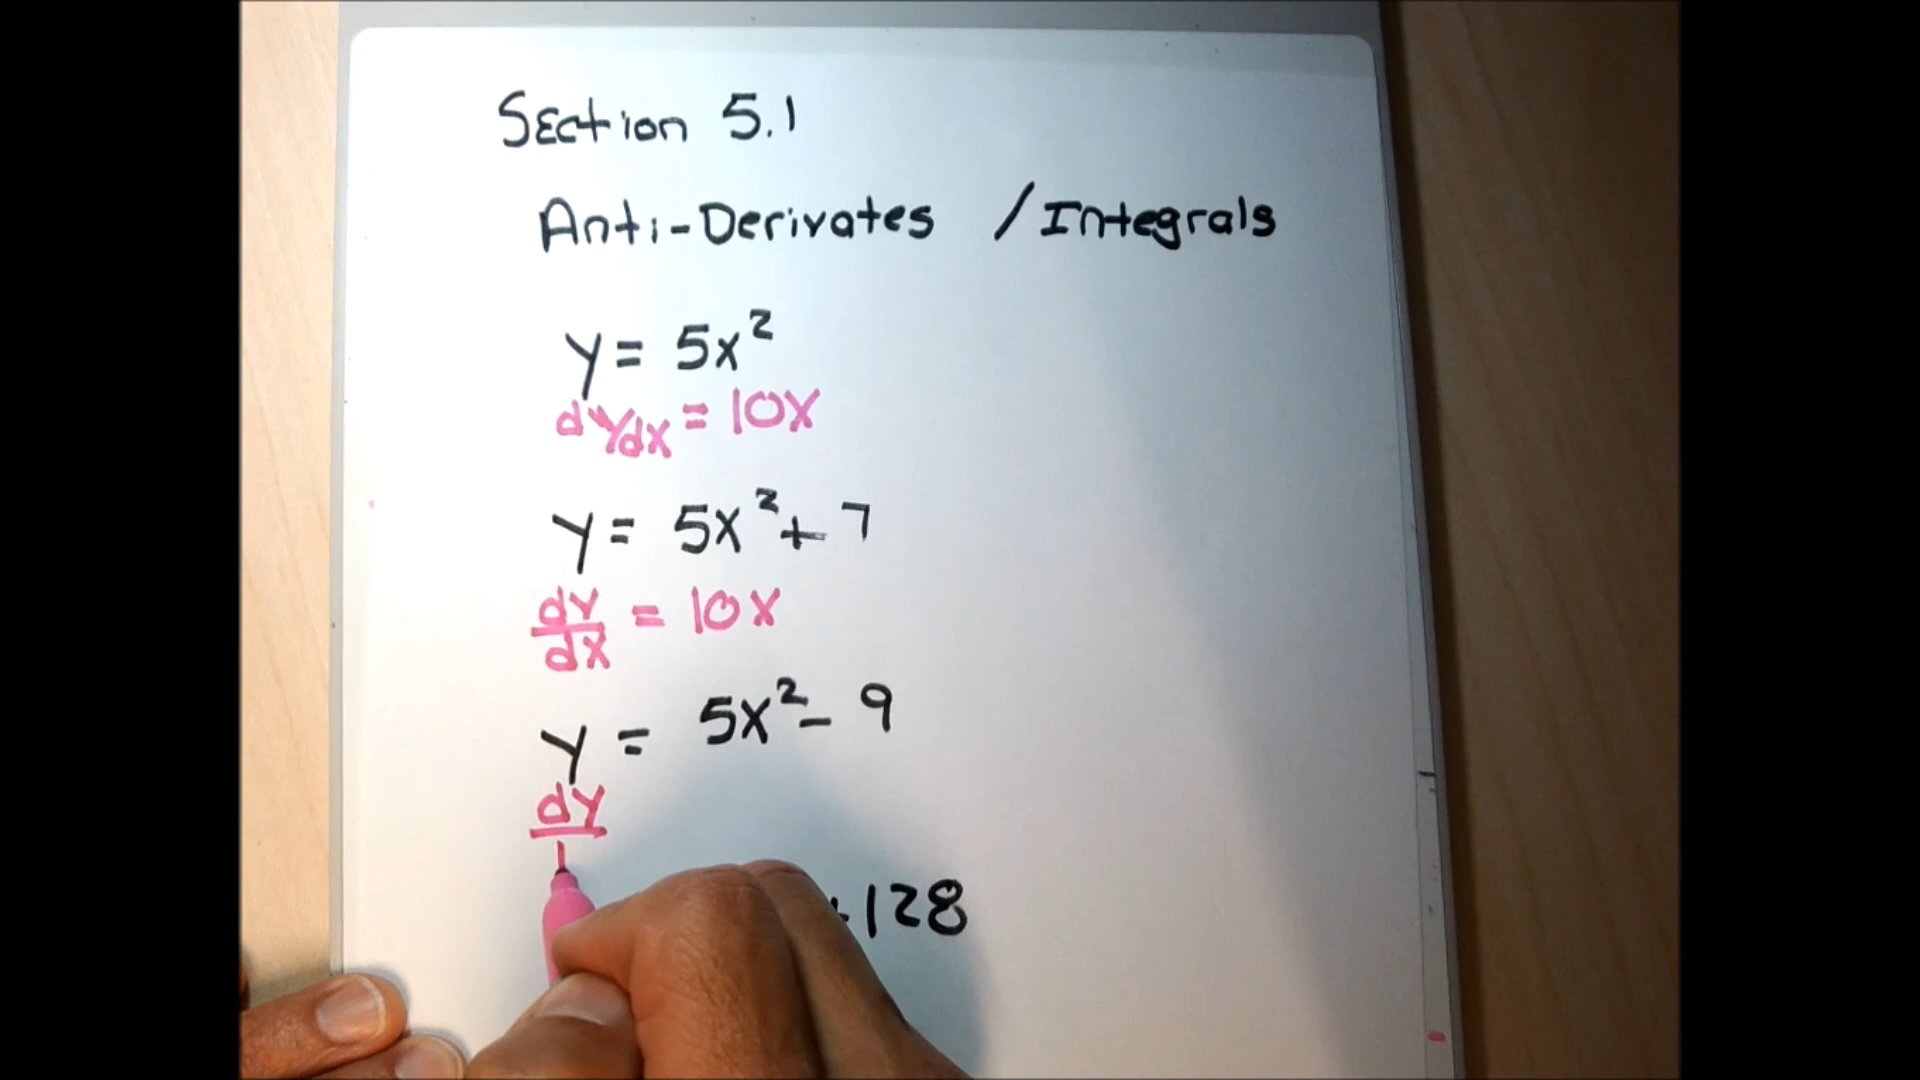 Section 5.1
Anti-Derivates / Integrals
y = 5x²
dy/dx = 10x
y = 5x² + 7
dy/dx = 10x
y = 5x² - 9
dy
+128